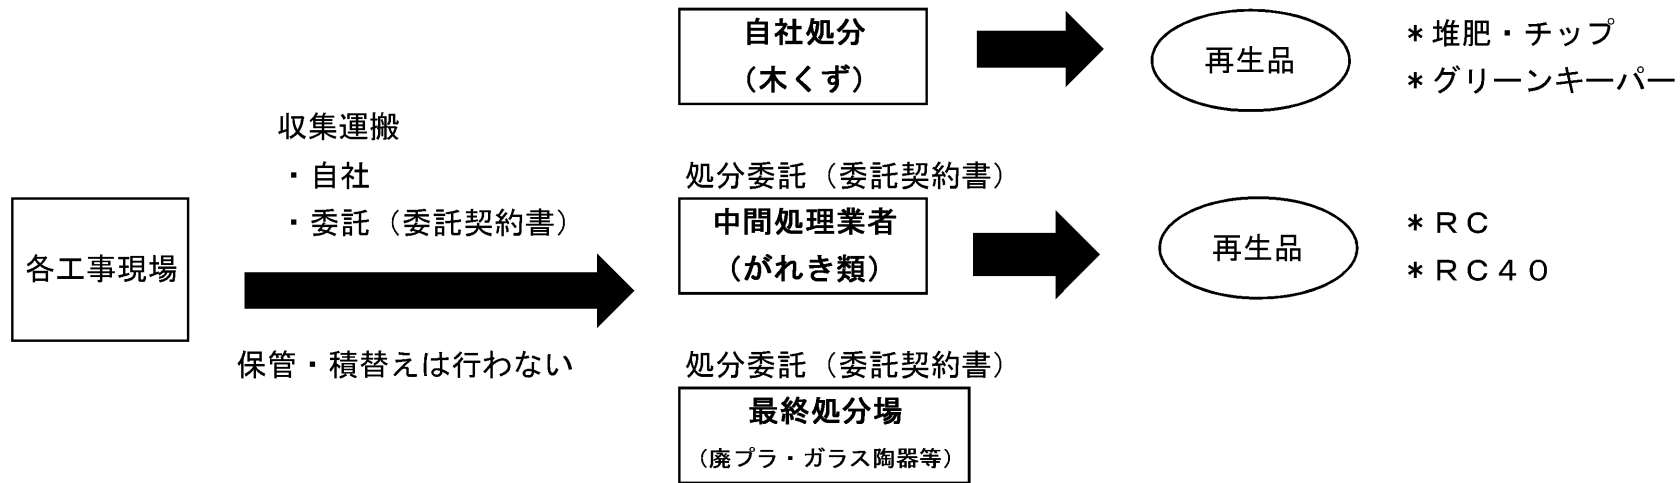 各工事現場
収集運搬
・自社
・委託（委託契約書）
保管・積替えは行わない
自社処分
（木くず）
再生品
＊堆肥・チップ
＊グリーンキーパー
処分委託（委託契約書）
中間処理業者
（がれき類）
再生品
＊ＲＣ
＊ＲＣ４０
処分委託（委託契約書）
最終処分場
（廃プラ・ガラス陶器等）